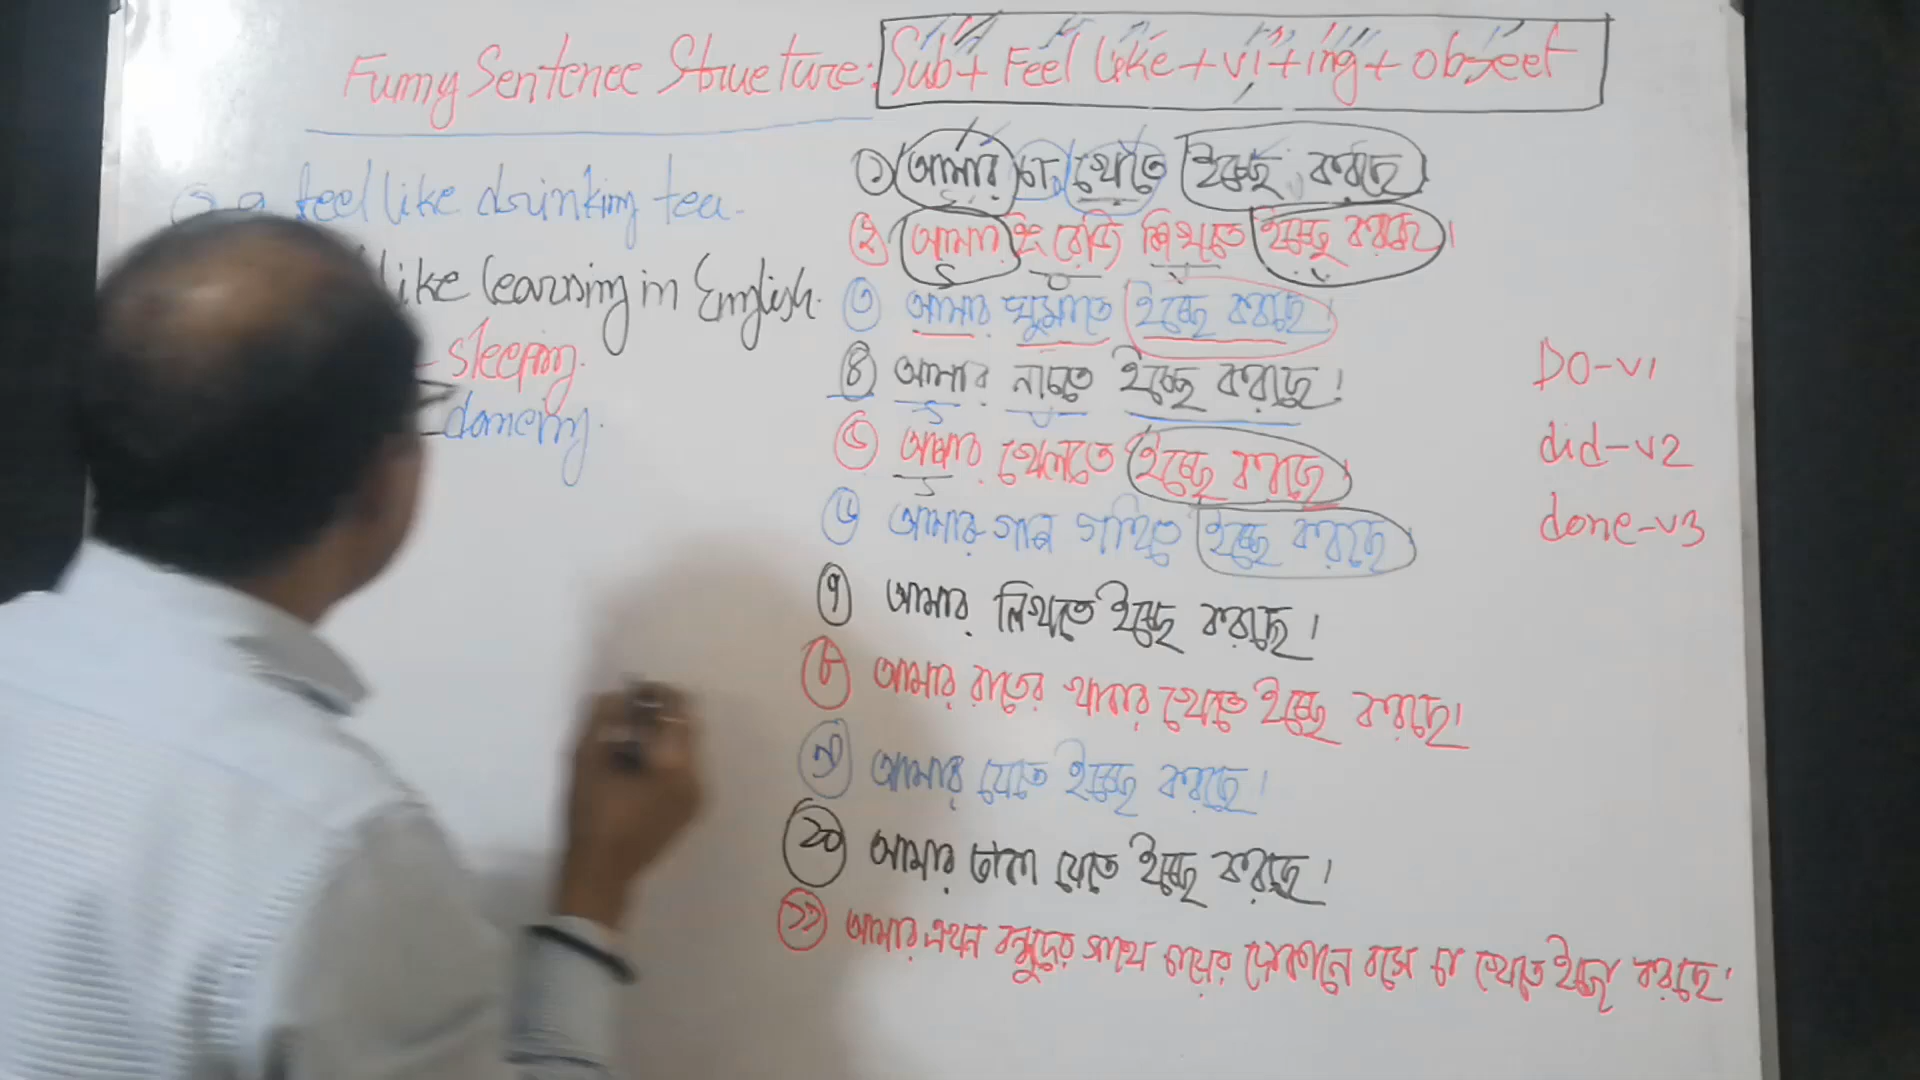 Funny Sentence Structure: Sub + Feel like + v1 + ing + object
feel like drinking tea.
like learning in English.
sleeping.
dancing.
১ আমার চা খেতে ইচ্ছে করছে
২ আমার ইংরেজি শিখতে ইচ্ছে করছে।
৩ আমার ঘুমাতে ইচ্ছে করছে
৪ আমার নাচতে ইচ্ছে করছে।
৫ আমার খেলতে ইচ্ছে করছে
৬ আমার গান গাইতে ইচ্ছে করছে
৭ আমার লিখতে ইচ্ছে করছে।
৮ আমার রাতের খাবার খেতে ইচ্ছে করছে।
৯ আমার যেতে ইচ্ছে করছে।
১০ আমার ঢাকা যেতে ইচ্ছে করছে।
১১ আমার এখন বন্ধুদের সাথে চায়ের দোকানে বসে চা খেতে ইচ্ছে করছে।
DO-v1
did-v2
done-v3